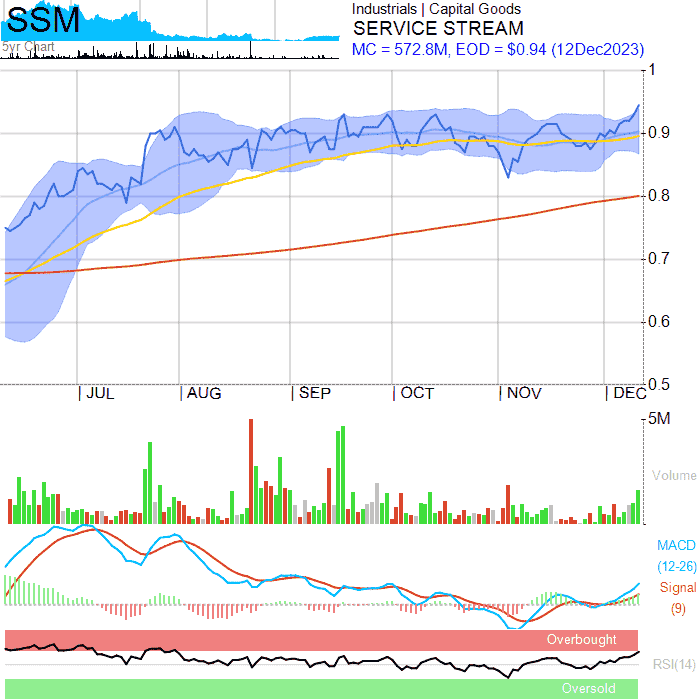 SSM
5yr Chart
Industrials | Capital Goods
SERVICE STREAM
MC = 572.8M, EOD = $0.94 (12Dec2023)
1
0.9
0.8
0.7
0.6
0.5
JUL
AUG
SEP
OCT
NOV
DEC
5M
Volume
MACD
(12-26)
Signal
(9)
Overbought
RSI(14)
Oversold